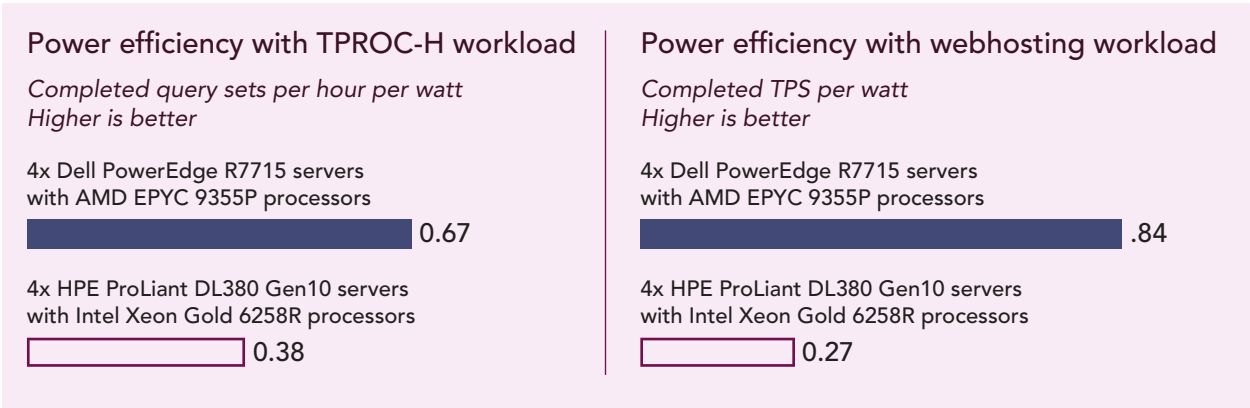 Power efficiency with TPROC-H workload
Completed query sets per hour per watt
Higher is better
4x Dell PowerEdge R7715 servers
with AMD EPYC 9355P processors
0.67
4x HPE ProLiant DL380 Gen10 servers
with Intel Xeon Gold 6258R processors
0.38
Power efficiency with webhosting workload
Completed TPS per watt
Higher is better
4x Dell PowerEdge R7715 servers
with AMD EPYC 9355P processors
.84
4x HPE ProLiant DL380 Gen10 servers
with Intel Xeon Gold 6258R processors
0.27